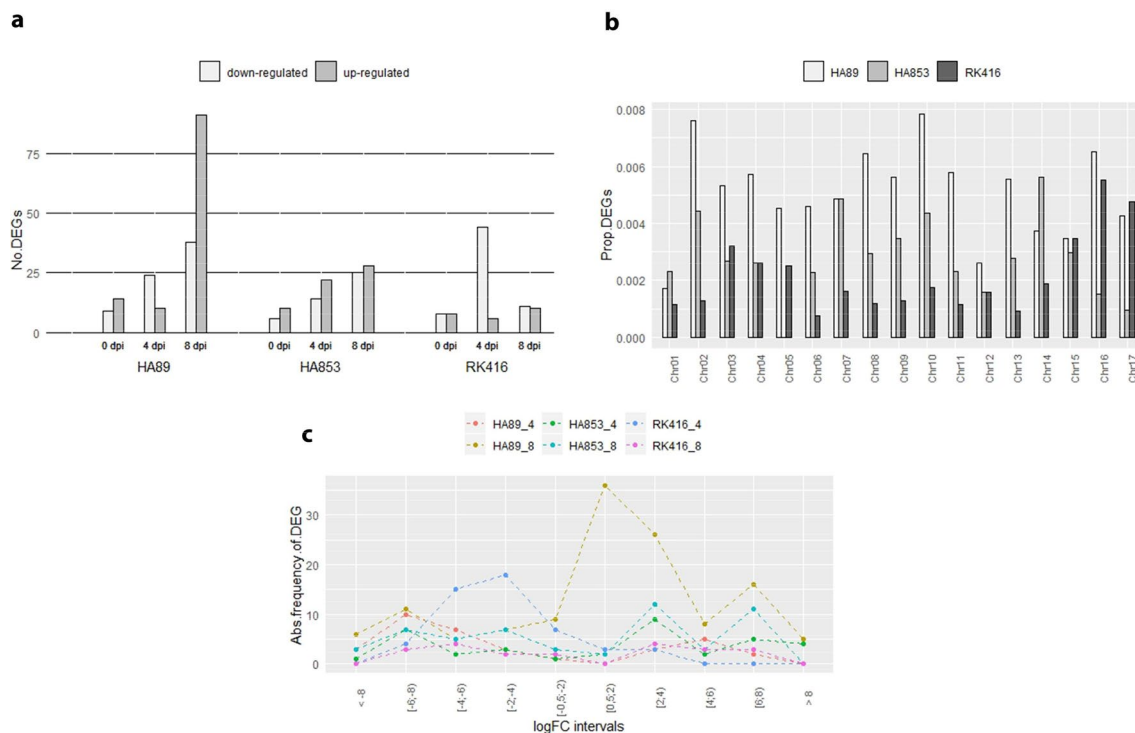 a
down-regulated up-regulated
No.DEGs
75
50
25
0
0 dpi 4 dpi 8 dpi 0 dpi 4 dpi 8 dpi 0 dpi 4 dpi 8 dpi
HA89 HA853 RK416
b
HA89 HA853 RK416
Prop.DEGs
0.008
0.006
0.004
0.002
0.000
Chr01 Chr02 Chr03 Chr04 Chr05 Chr06 Chr07 Chr08 Chr09 Chr10 Chr11 Chr12 Chr13 Chr14 Chr15 Chr16 Chr17
c
HA89_4 HA853_4 RK416_4
HA89_8 HA853_8 RK416_8
Abs.frequency.of.DEG
30
20
10
0
< -8 [-6;-8) [-4;-6) [-2;-4) [-0,5;-2) [0,5;2) [2;4) [4;6) [6;8) > 8
logFC intervals